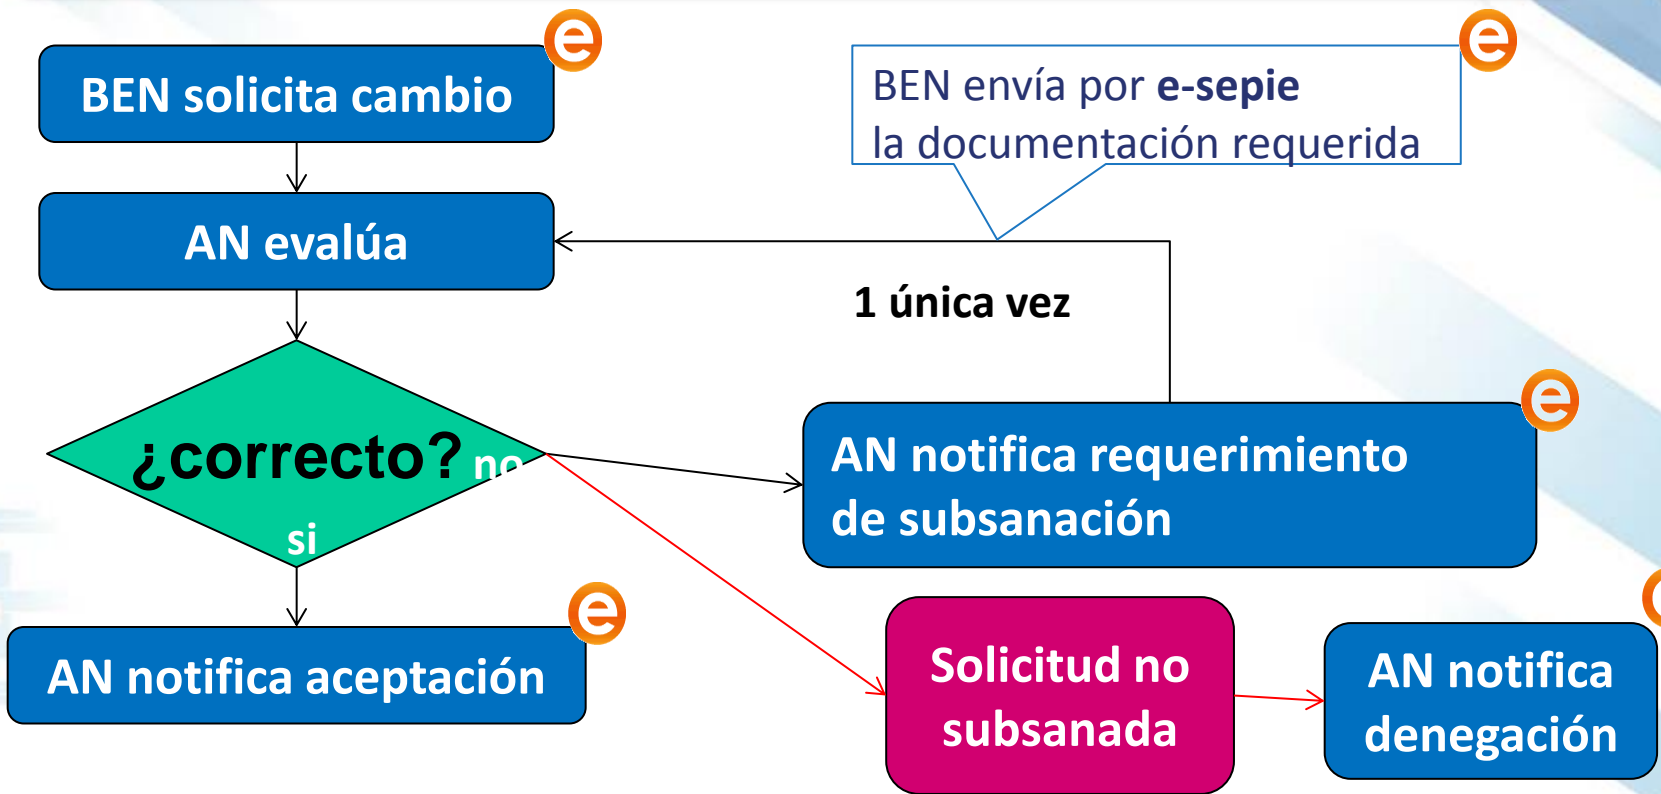 e
BEN solicita cambio
e
BEN envía por e-sepie
la documentación requerida
AN evalúa
1 única vez
¿correcto? no
si
e
AN notifica requerimiento
de subsanación
e
AN notifica aceptación
Solicitud no
subsanada
AN notifica
denegación